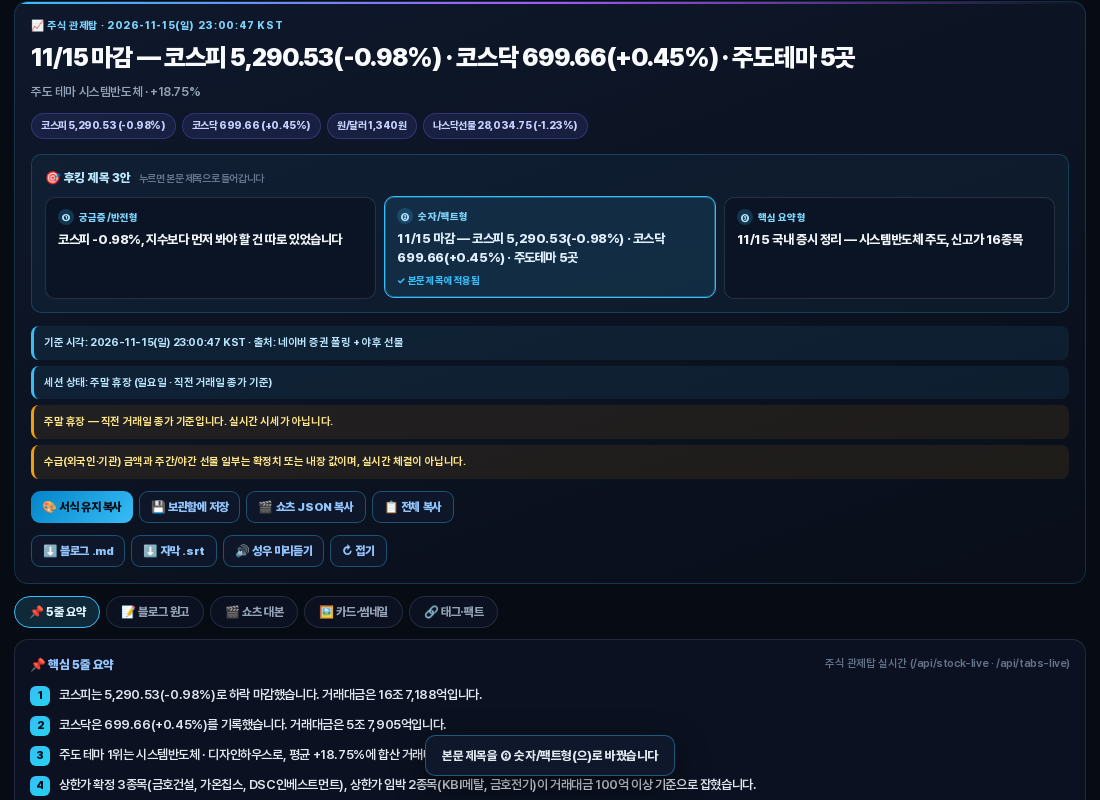 📈 주식 관제탑 · 2026-11-15(일) 23:00:47 KST
11/15 마감 — 코스피 5,290.53(-0.98%) · 코스닥 699.66(+0.45%) · 주도테마 5곳
주도 테마 시스템반도체 · +18.75%
코스피 5,290.53 (-0.98%)
코스닥 699.66 (+0.45%)
원/달러 1,340원
나스닥선물 28,034.75 (-1.23%)
🎯 후킹 제목 3안 누르면 본문 제목으로 들어갑니다
궁금증/반전형
코스피 -0.98%, 지수보다 먼저 봐야 할 건 따로 있었습니다
숫자/팩트형
11/15 마감 — 코스피 5,290.53(-0.98%) · 코스닥
699.66(+0.45%) · 주도테마 5곳
✓ 본문 제목에 적용됨
핵심 요약형
11/15 국내 증시 정리 — 시스템반도체 주도, 신고가 16종목
기준 시각: 2026-11-15(일) 23:00:47 KST · 출처: 네이버 증권 폴링 + 야후 선물
세션 상태: 주말 휴장 (일요일 · 직전 거래일 종가 기준)
주말 휴장 — 직전 거래일 종가 기준입니다. 실시간 시세가 아닙니다.
수급(외국인·기관) 금액과 주간/야간 선물 일부는 확정치 또는 내장 값이며, 실시간 체결이 아닙니다.
🎨 서식 유지 복사
💾 보관함에 저장
🎬 쇼츠 JSON 복사
📋 전체 복사
⬇️ 블로그 .md
⬇️ 자막 .srt
🔊 성우 미리듣기
↻ 접기
📌 5줄 요약
📝 블로그 원고
🎬 쇼츠 대본
🖼️ 카드·썸네일
🔗 태그·팩트
📌 핵심 5줄 요약
주식 관제탑 실시간 (/api/stock-live · /api/tabs-live)
1 코스피는 5,290.53(-0.98%)로 하락 마감했습니다. 거래대금은 16조 7,188억입니다.
2 코스닥은 699.66(+0.45%)를 기록했습니다. 거래대금은 5조 7,905억입니다.
3 주도 테마 1위는 시스템반도체 · 디자인하우스로, 평균 +18.75%에 합산 거래
본문 제목을 숫자/팩트형(으)로 바꿨습니다
4 상한가 확정 3종목(금호건설, 가온칩스, DSC인베스트먼트), 상한가 임박 2종목(KBI메탈, 금호전기)이 거래대금 100억 이상 기준으로 잡혔습니다.